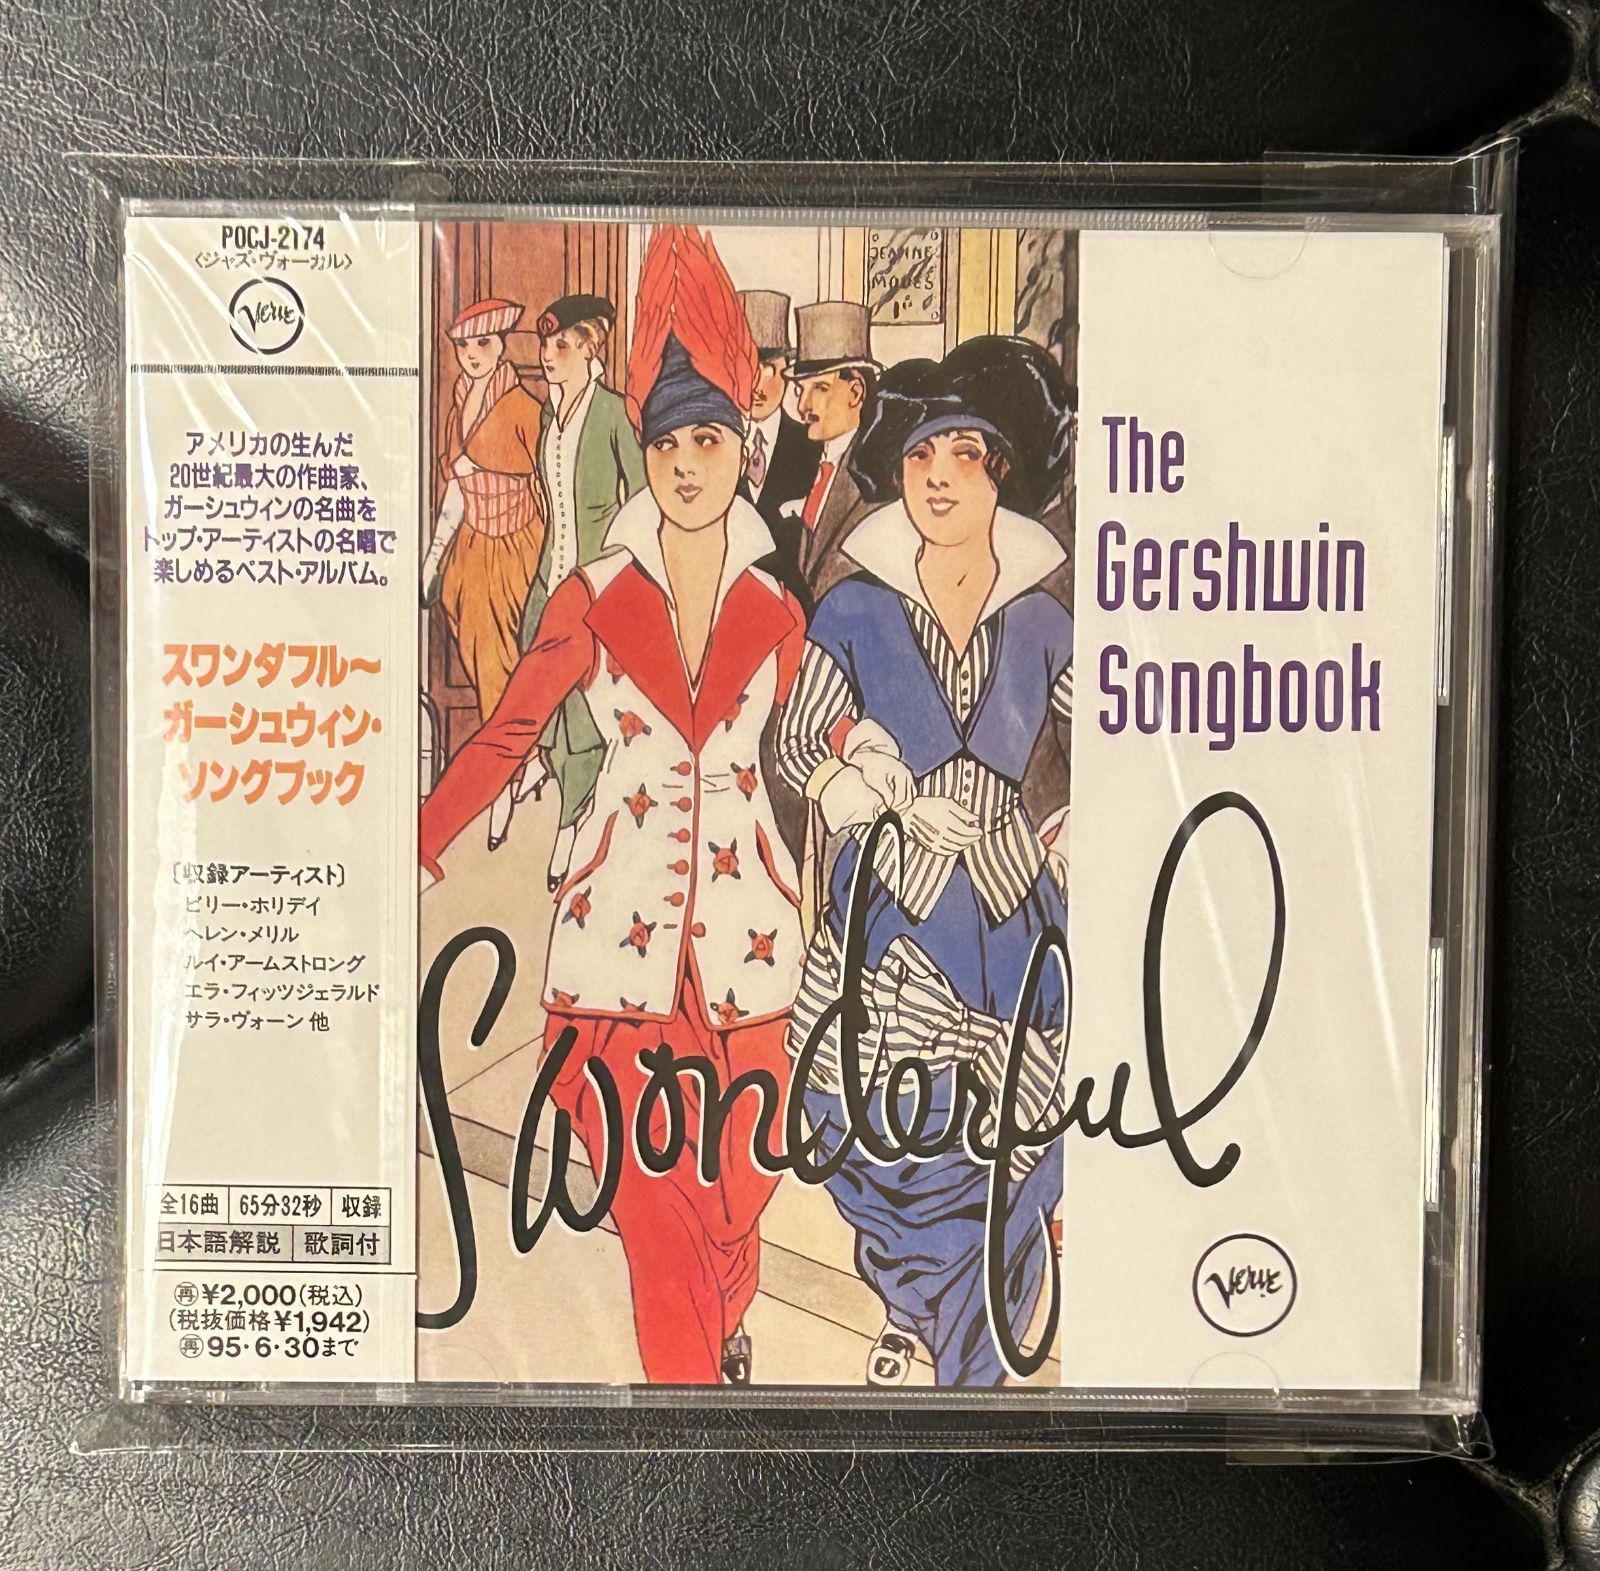 POCJ-2174
〈ジャズ・ヴォーカル〉
Verve
アメリカの生んだ
20世紀最大の作曲家、
ガーシュウィンの名曲を
トップ・アーティストの名唱で
楽しめるベスト・アルバム。
スワンダフル〜
ガーシュウィン・
ソングブック
〔収録アーティスト〕
ビリー・ホリデイ
ヘレン・メリル
ルイ・アームストロング
エラ・フィッツジェラルド
サラ・ヴォーン 他
全16曲 65分32秒 収録
日本語解説 歌詞付
再¥2,000(税込)
(税抜価格¥1,942)
再95・6・30まで
JEANNE
The
Gershwin
Songbook
Swonderful
Verve